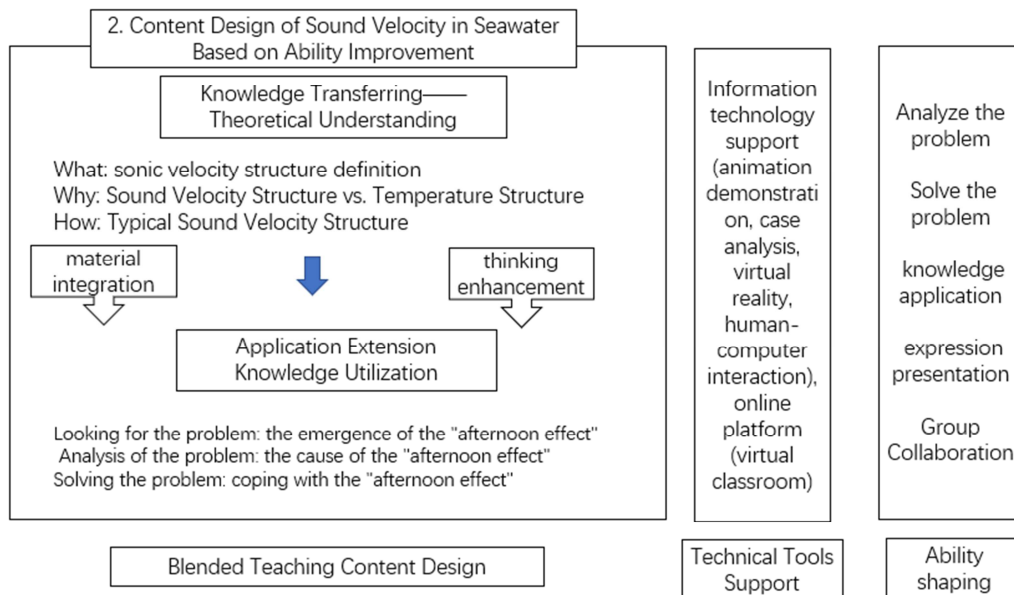 2. Content Design of Sound Velocity in Seawater
Based on Ability Improvement
Knowledge Transferring——
Theoretical Understanding
What: sonic velocity structure definition
Why: Sound Velocity Structure vs. Temperature Structure
How: Typical Sound Velocity Structure
material
integration
thinking
enhancement
Application Extension
Knowledge Utilization
Looking for the problem: the emergence of the "afternoon effect"
Analysis of the problem: the cause of the "afternoon effect"
Solving the problem: coping with the "afternoon effect"
Blended Teaching Content Design
Information
technology
support
(animation
demonstrati
on, case
analysis,
virtual
reality,
human-
computer
interaction),
online
platform
(virtual
classroom)
Technical Tools
Support
Analyze the
problem
Solve the
problem
knowledge
application
expression
presentation
Group
Collaboration
Ability
shaping